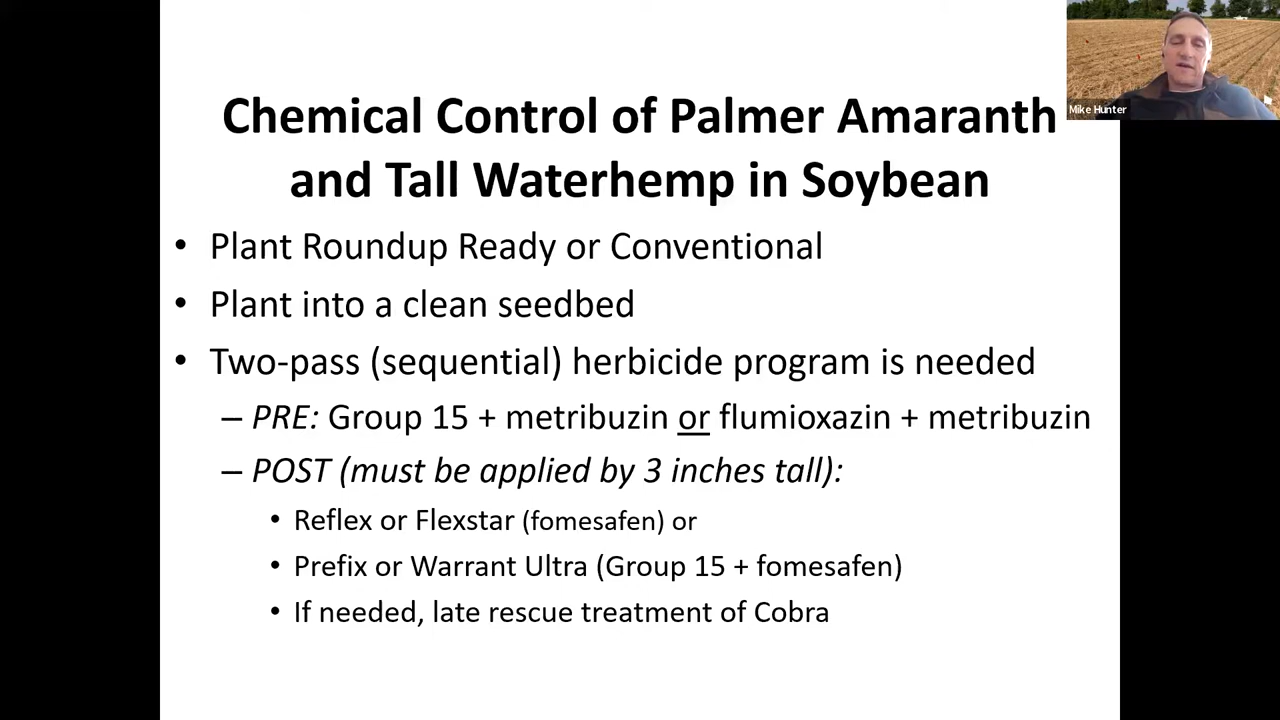 Mike Hunter
Chemical Control of Palmer Amaranth
and Tall Waterhemp in Soybean
• Plant Roundup Ready or Conventional
• Plant into a clean seedbed
• Two-pass (sequential) herbicide program is needed
– PRE: Group 15 + metribuzin or flumioxazin + metribuzin
– POST (must be applied by 3 inches tall):
• Reflex or Flexstar (fomesafen) or
• Prefix or Warrant Ultra (Group 15 + fomesafen)
• If needed, late rescue treatment of Cobra